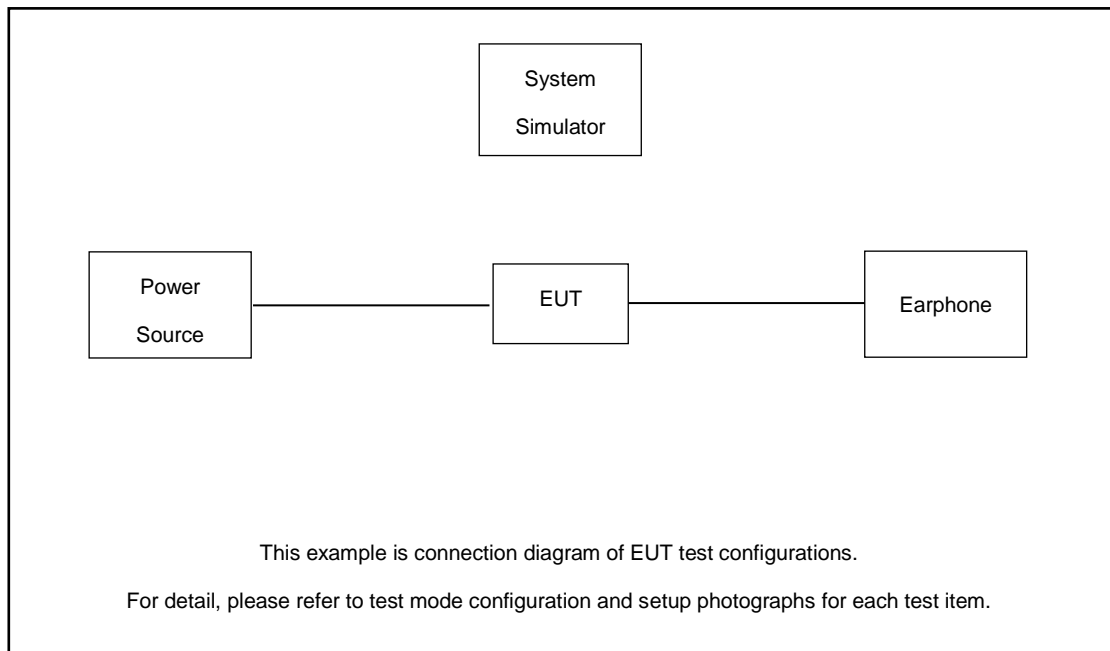 System
Simulator
Power
Source
EUT
Earphone
This example is connection diagram of EUT test configurations.
For detail, please refer to test mode configuration and setup photographs for each test item.